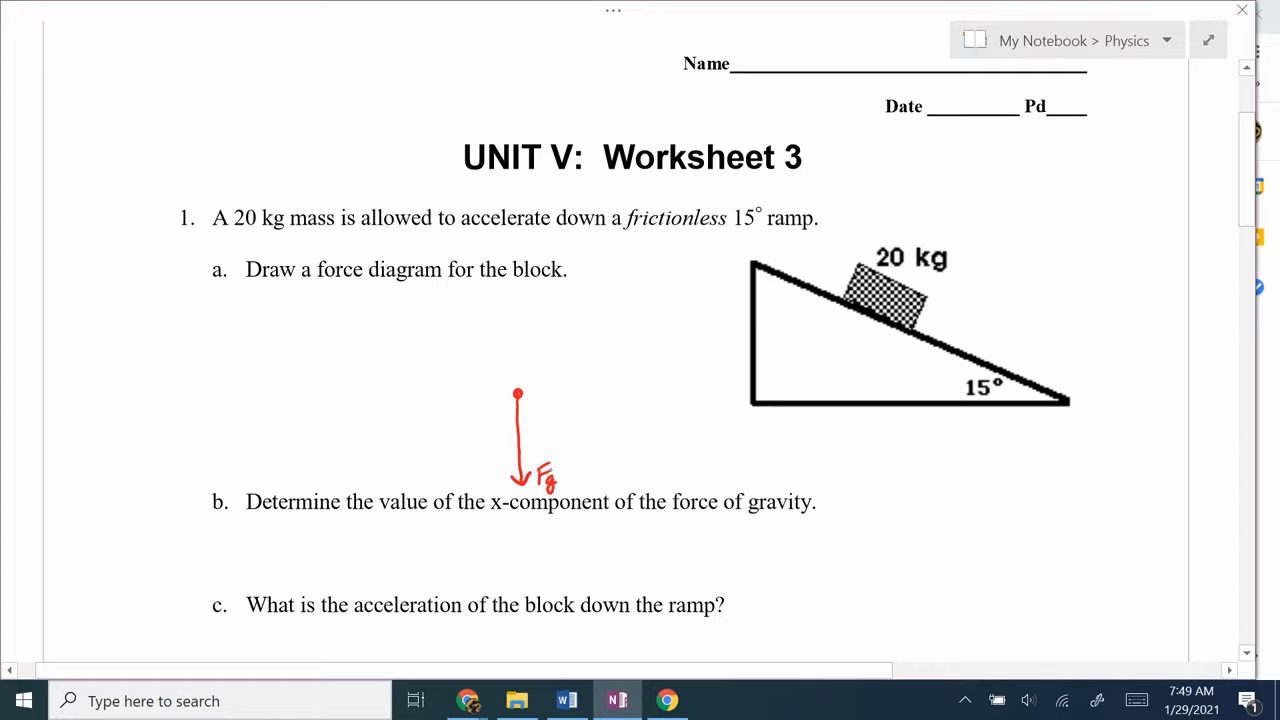 My Notebook > Physics
Name
Date Pd
UNIT V: Worksheet 3
1. A 20 kg mass is allowed to accelerate down a frictionless 15° ramp.
a. Draw a force diagram for the block.
20 kg
15°
Fg
b. Determine the value of the x-component of the force of gravity.
c. What is the acceleration of the block down the ramp?
Type here to search
7:49 AM
1/29/2021